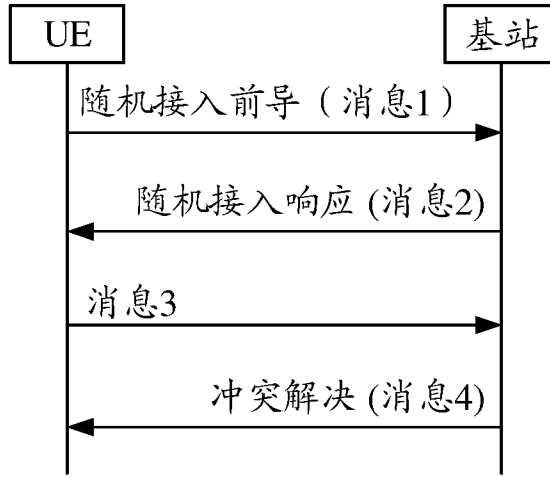 UE
基站
随机接入前导（消息1）
随机接入响应 (消息2)
消息3
冲突解决 (消息4)